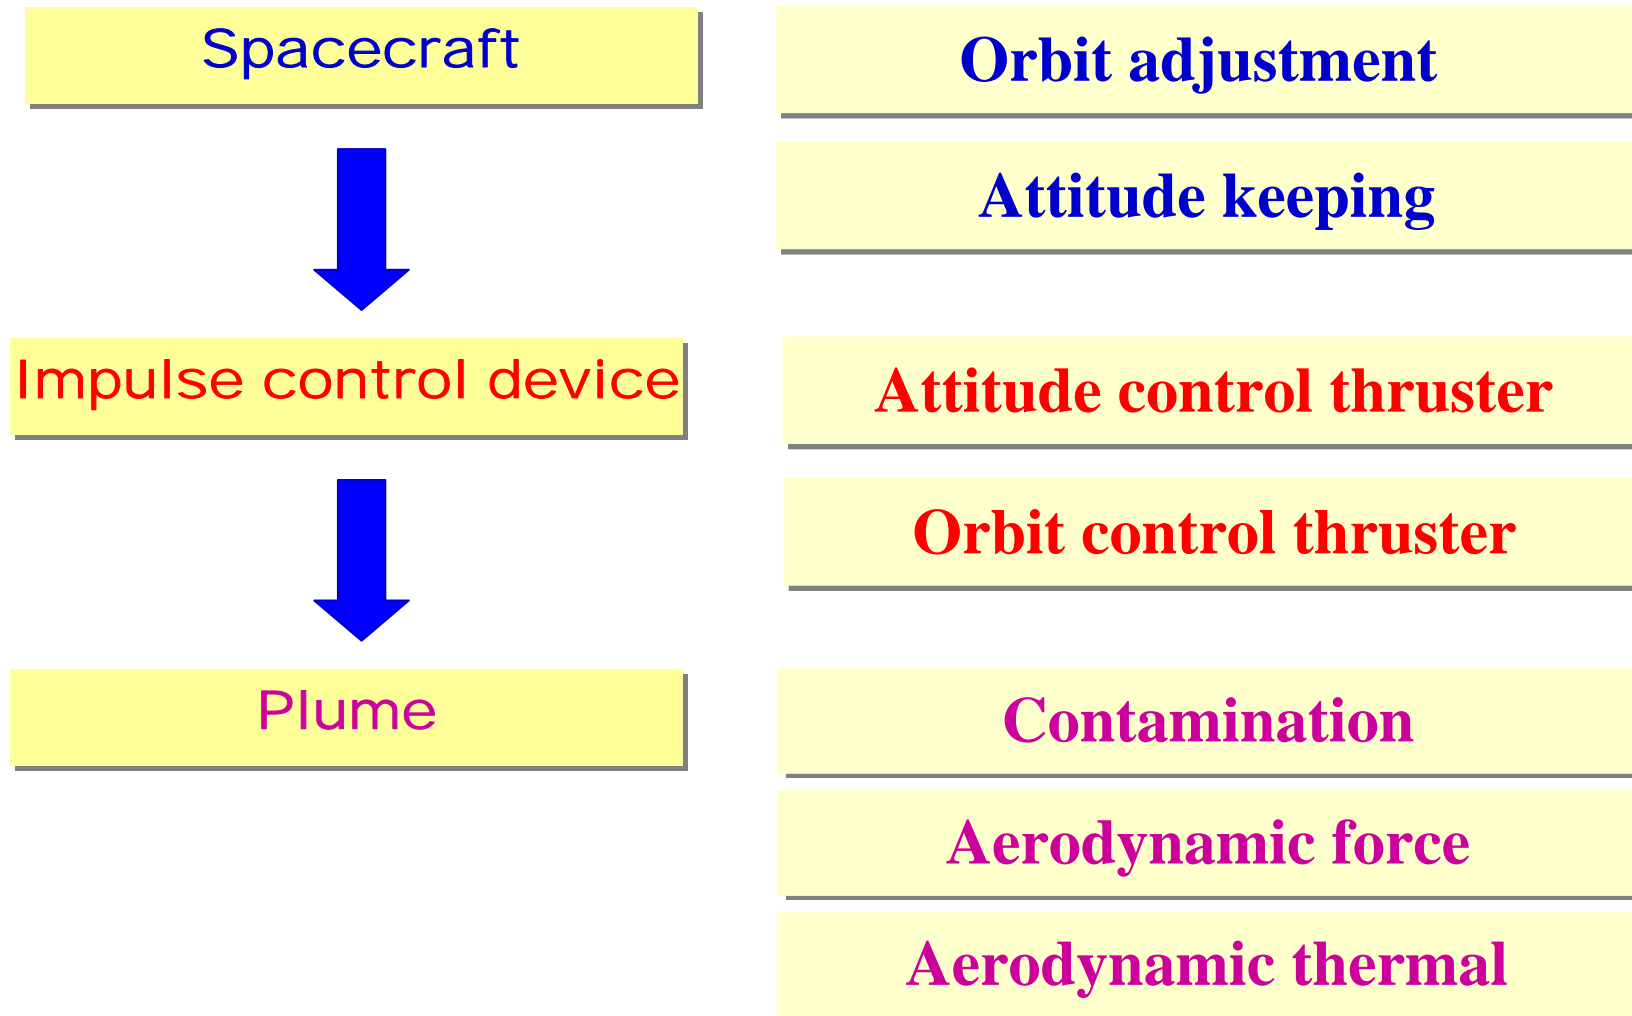 Spacecraft
Orbit adjustment
Attitude keeping
Impulse control device
Attitude control thruster
Orbit control thruster
Plume
Contamination
Aerodynamic force
Aerodynamic thermal